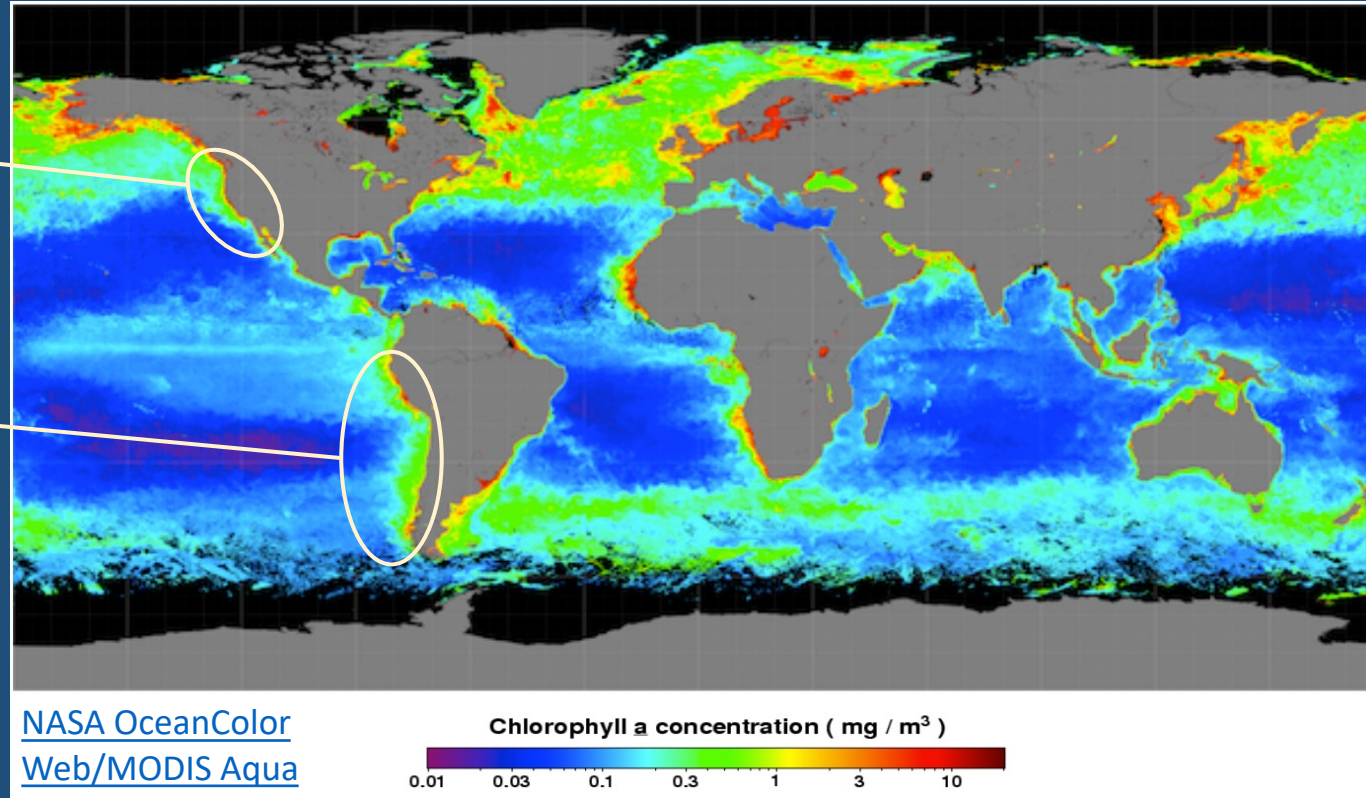 NASA OceanColor
Web/MODIS Aqua
Chlorophyll a concentration ( mg / m³ )
0.01 0.03 0.1 0.3 1 3 10